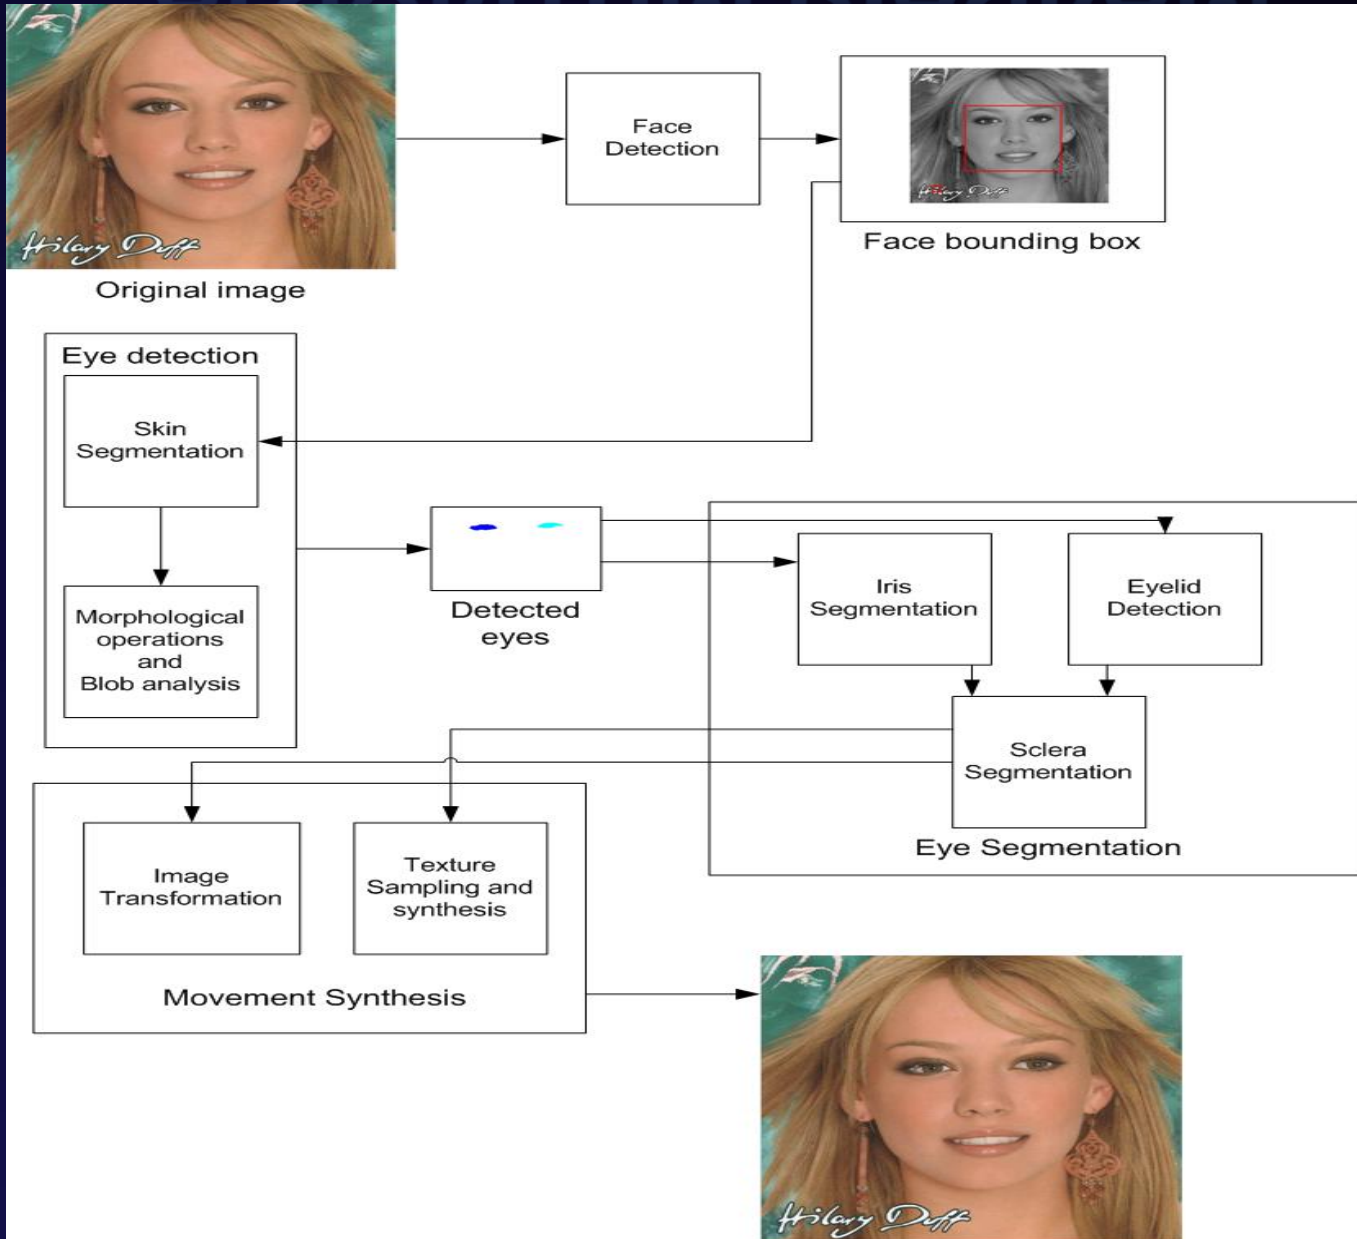 Hilary Duff
Original image
Face
Detection
Hilary Duff
Face bounding box
Eye detection
Skin
Segmentation
Morphological
operations
and
Blob analysis
Detected
eyes
Iris
Segmentation
Eyelid
Detection
Sclera
Segmentation
Eye Segmentation
Image
Transformation
Texture
Sampling and
synthesis
Movement Synthesis
Hilary Duff